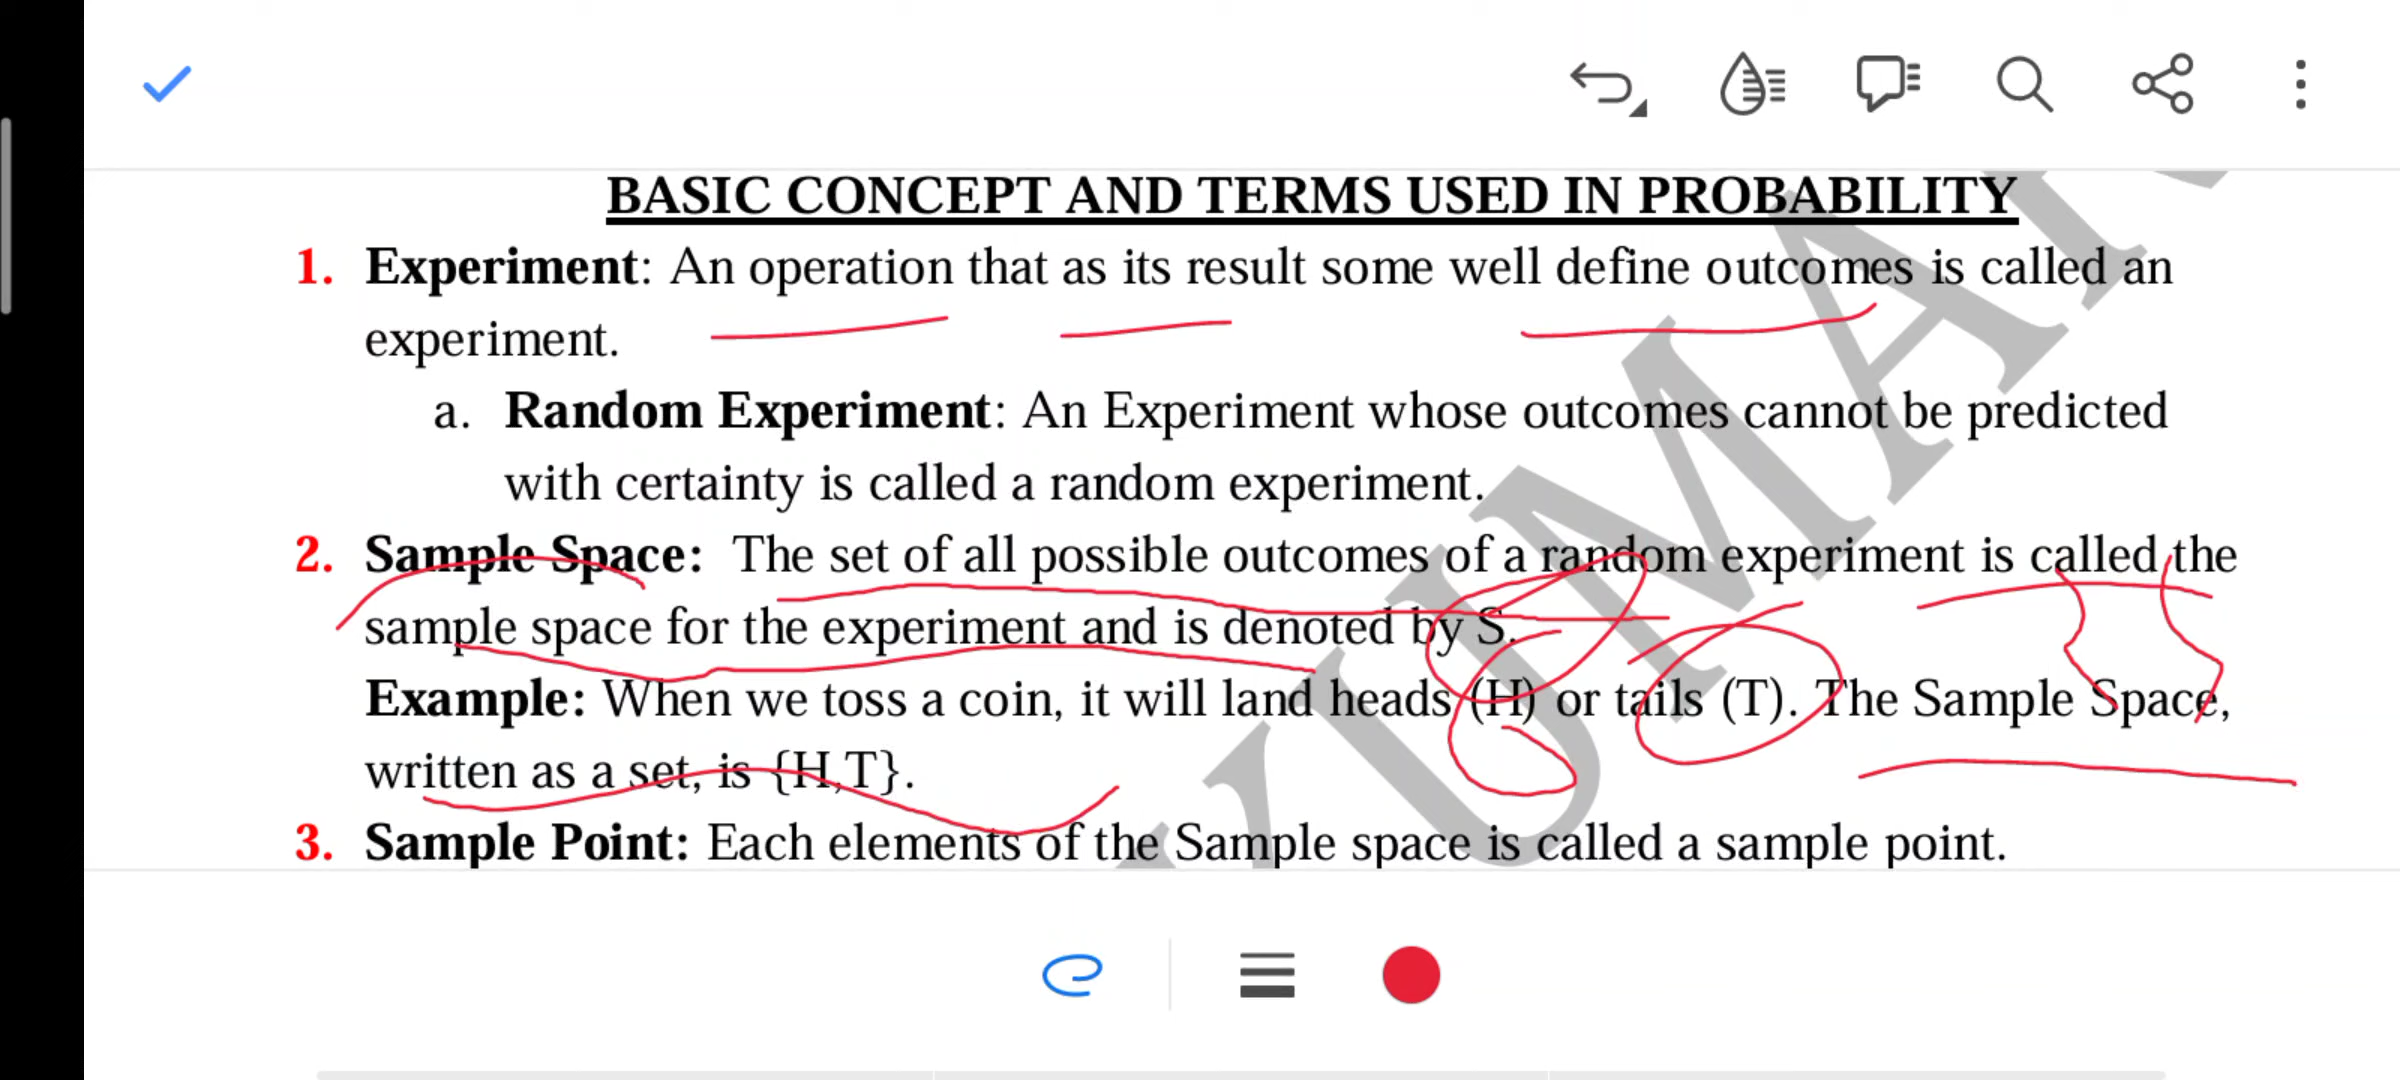 BASIC CONCEPT AND TERMS USED IN PROBABILITY
1. Experiment: An operation that as its result some well define outcomes is called an
experiment.
a. Random Experiment: An Experiment whose outcomes cannot be predicted
with certainty is called a random experiment.
2. Sample Space: The set of all possible outcomes of a random experiment is called the
sample space for the experiment and is denoted by S.
Example: When we toss a coin, it will land heads (H) or tails (T). The Sample Space,
written as a set, is {H,T}.
3. Sample Point: Each elements of the Sample space is called a sample point.